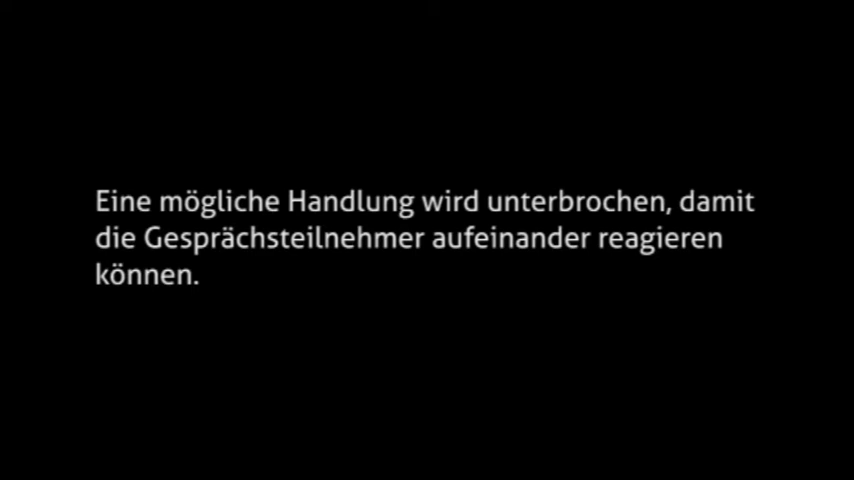 Eine mögliche Handlung wird unterbrochen, damit
die Gesprächsteilnehmer aufeinander reagieren
können.